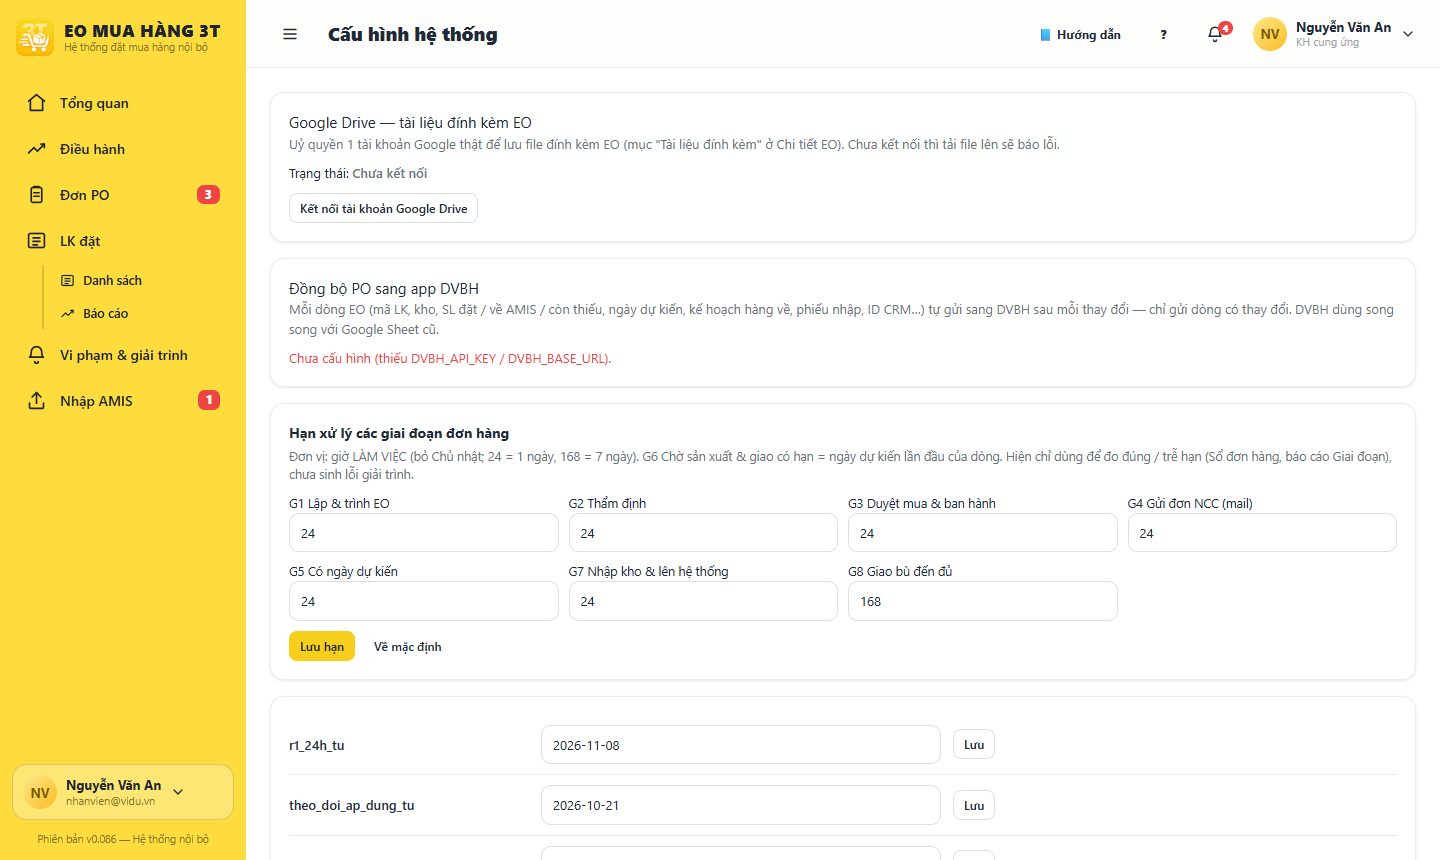 3T
EO MUA HÀNG 3T
Hệ thống đặt mua hàng nội bộ
Tổng quan
Điều hành
Đơn PO
3
LK đặt
Danh sách
Báo cáo
Vi phạm & giải trình
Nhập AMIS
1
NV
Nguyễn Văn An
nhanvien@vidu.vn
Phiên bản v0.086 — Hệ thống nội bộ
Cấu hình hệ thống
Hướng dẫn
?
4
NV
Nguyễn Văn An
KH cung ứng
Google Drive — tài liệu đính kèm EO
Uỷ quyền 1 tài khoản Google thật để lưu file đính kèm EO (mục "Tài liệu đính kèm" ở Chi tiết EO). Chưa kết nối thì tải file lên sẽ báo lỗi.
Trạng thái: Chưa kết nối
Kết nối tài khoản Google Drive
Đồng bộ PO sang app DVBH
Mỗi dòng EO (mã LK, kho, SL đặt / về AMIS / còn thiếu, ngày dự kiến, kế hoạch hàng về, phiếu nhập, ID CRM...) tự gửi sang DVBH sau mỗi thay đổi — chỉ gửi dòng có thay đổi. DVBH dùng song
song với Google Sheet cũ.
Chưa cấu hình (thiếu DVBH_API_KEY / DVBH_BASE_URL).
Hạn xử lý các giai đoạn đơn hàng
Đơn vị: giờ LÀM VIỆC (bỏ Chủ nhật; 24 = 1 ngày, 168 = 7 ngày). G6 Chờ sản xuất & giao có hạn = ngày dự kiến lần đầu của dòng. Hiện chỉ dùng để đo đúng / trễ hạn (Sổ đơn hàng, báo cáo Giai đoạn),
chưa sinh lỗi giải trình.
G1 Lập & trình EO
G2 Thẩm định
G3 Duyệt mua & ban hành
G4 Gửi đơn NCC (mail)
24
24
24
24
G5 Có ngày dự kiến
G7 Nhập kho & lên hệ thống
G8 Giao bù đến đủ
24
24
168
Lưu hạn
Về mặc định
r1_24h_tu
2026-11-08
Lưu
theo_doi_ap_dung_tu
2026-10-21
Lưu